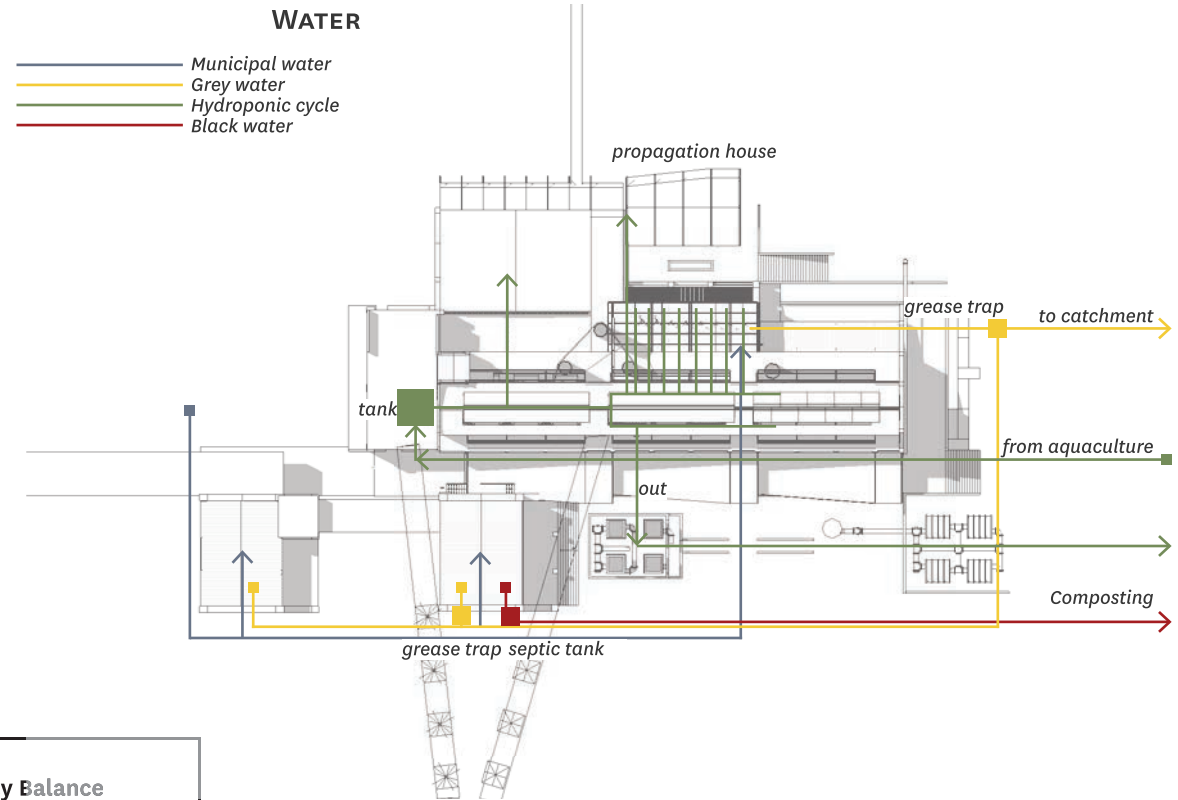 WATER
Municipal water
Grey water
Hydroponic cycle
Black water
propagation house
grease trap
to catchment
tank
from aquaculture
out
Composting
grease trap septic tank
y Balance